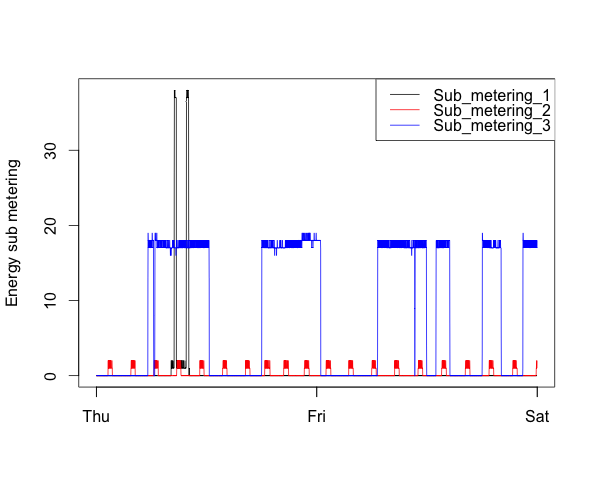 Sub_metering_1
Sub_metering_2
Sub_metering_3
Energy sub metering
30
20
10
0
Thu
Fri
Sat